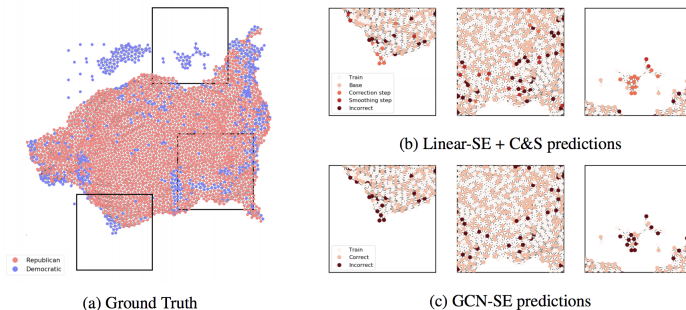 Republican
Democratic
(a) Ground Truth
Train
Base
Correction step
Smoothing step
Incorrect
(b) Linear-SE + C&S predictions
Train
Correct
Incorrect
(c) GCN-SE predictions